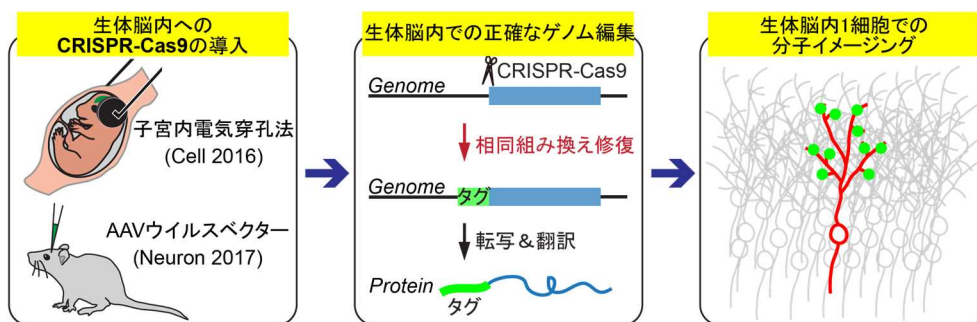 生体脳内への
CRISPR-Cas9の導入
子宮内電気穿孔法
(Cell 2016)
AAVウイルスベクター
(Neuron 2017)
生体脳内での正確なゲノム編集
CRISPR-Cas9
Genome
相同組み換え修復
Genome
タグ
転写&翻訳
Protein
タグ
生体脳内1細胞での
分子イメージング